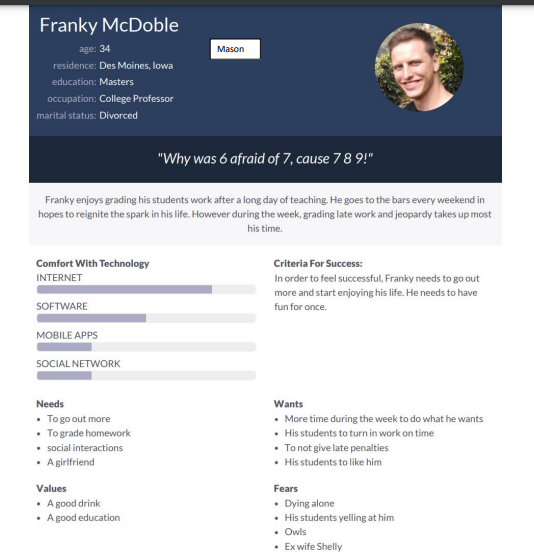 Franky McDoble
age: 34
Mason
residence: Des Moines, Iowa
education: Masters
occupation: College Professor
marital status: Divorced
"Why was 6 afraid of 7, cause 7 8 9!"
Franky enjoys grading his students work after a long day of teaching. He goes to the bars every weekend in
hopes to reignite the spark in his life. However during the week, grading late work and jeopardy takes up most
his time.
Comfort With Technology
INTERNET
SOFTWARE
MOBILE APPS
SOCIAL NETWORK
Criteria For Success:
In order to feel successful, Franky needs to go out
more and start enjoying his life. He needs to have
fun for once.
Needs
• To go out more
• To grade homework
• social interactions
• A girlfriend
Wants
• More time during the week to do what he wants
• His students to turn in work on time
• To not give late penalties
• His students to like him
Values
• A good drink
• A good education
Fears
• Dying alone
• His students yelling at him
• Owls
• Ex wife Shelly